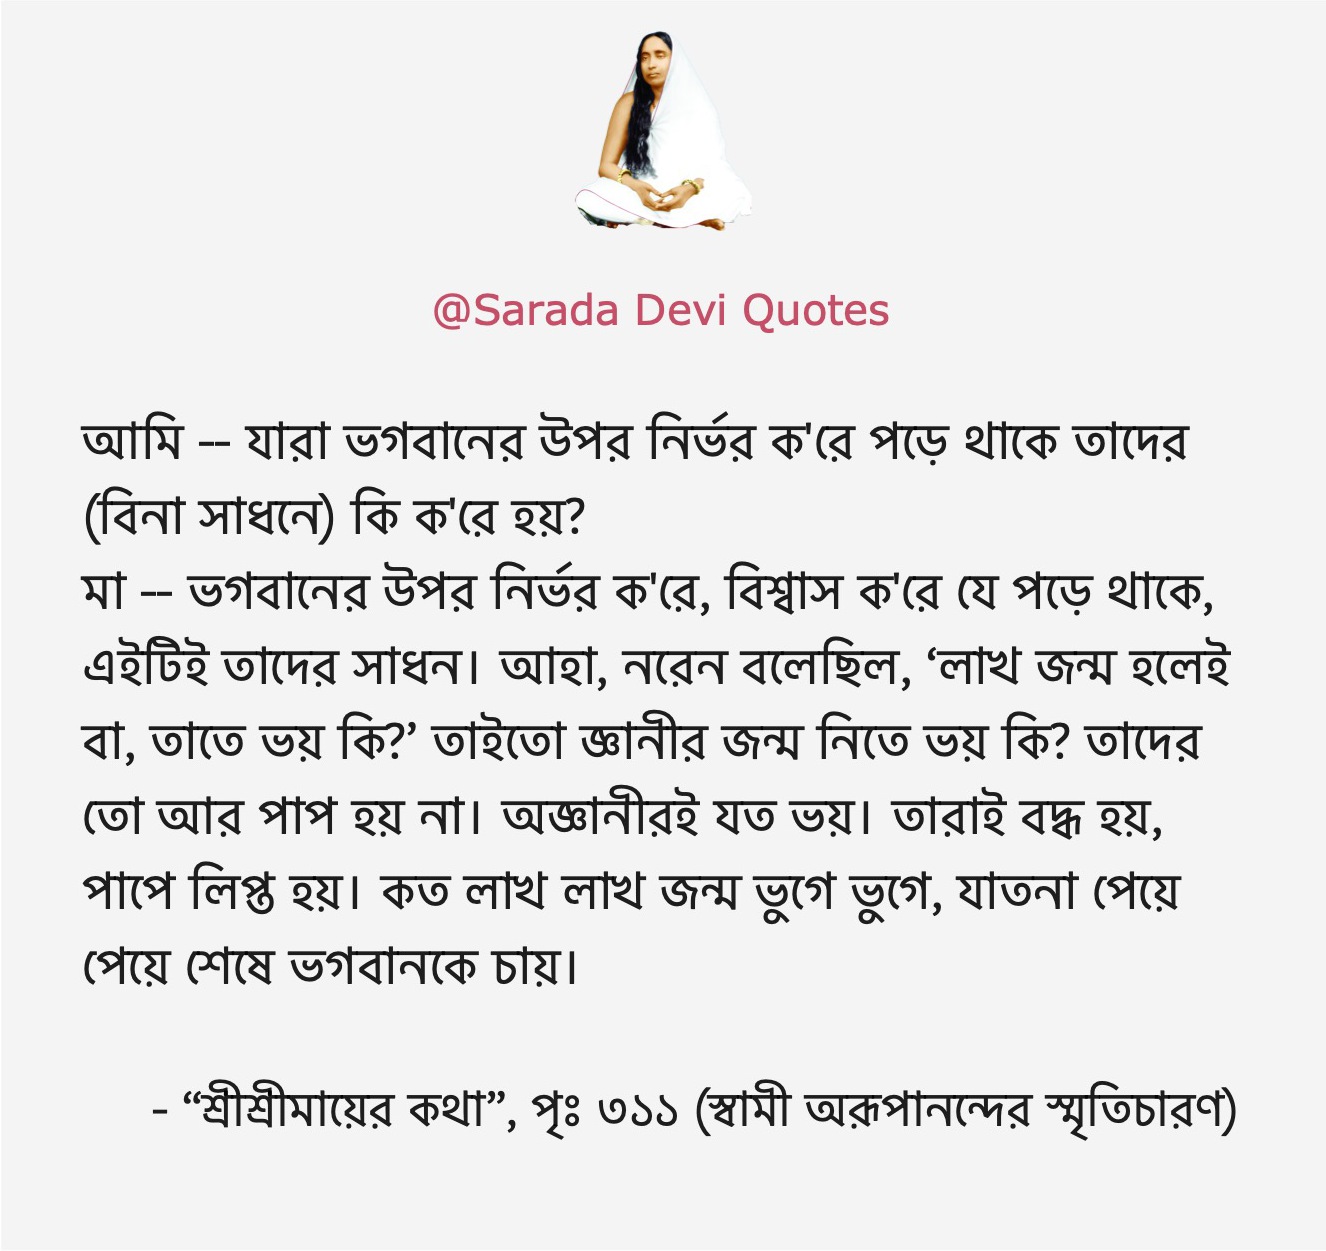 @Sarada Devi Quotes
আমি -- যারা ভগবানের উপর নির্ভর ক'রে পড়ে থাকে তাদের
(বিনা সাধনে) কি ক'রে হয়?
মা -- ভগবানের উপর নির্ভর ক'রে, বিশ্বাস ক'রে যে পড়ে থাকে,
এইটিই তাদের সাধন। আহা, নরেন বলেছিল, ‘লাখ জন্ম হলেই
বা, তাতে ভয় কি?’ তাইতো জ্ঞানীর জন্ম নিতে ভয় কি? তাদের
তো আর পাপ হয় না। অজ্ঞানীরই যত ভয়। তারাই বদ্ধ হয়,
পাপে লিপ্ত হয়। কত লাখ লাখ জন্ম ভুগে ভুগে, যাতনা পেয়ে
পেয়ে শেষে ভগবানকে চায়।
- “শ্রীশ্রীমায়ের কথা”, পৃঃ ৩১১ (স্বামী অরূপানন্দের স্মৃতিচারণ)